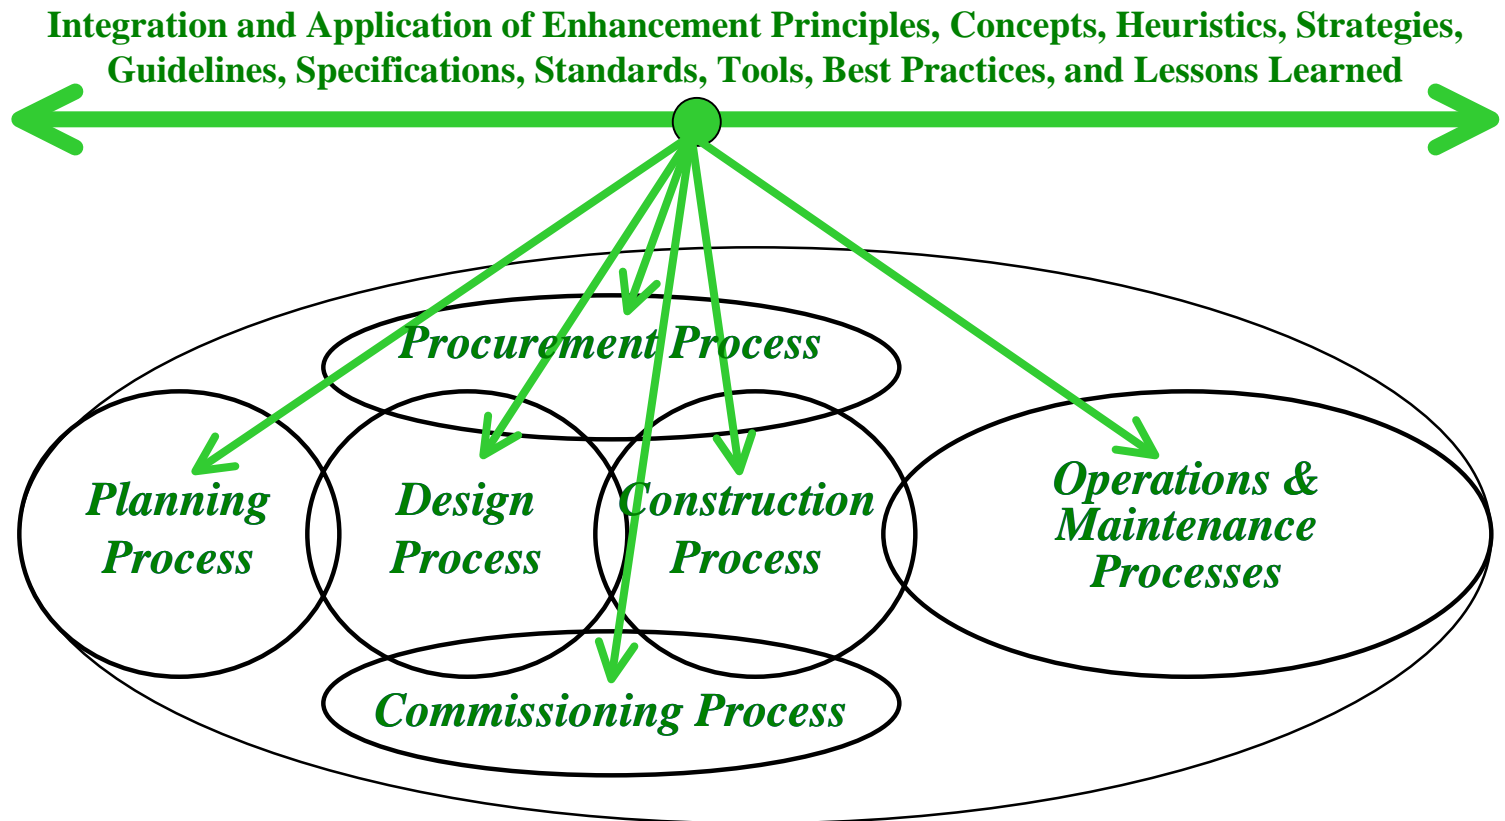 Integration and Application of Enhancement Principles, Concepts, Heuristics, Strategies,
Guidelines, Specifications, Standards, Tools, Best Practices, and Lessons Learned
Procurement Process
Planning
Process
Design
Process
Construction
Process
Operations &
Maintenance
Processes
Commissioning Process